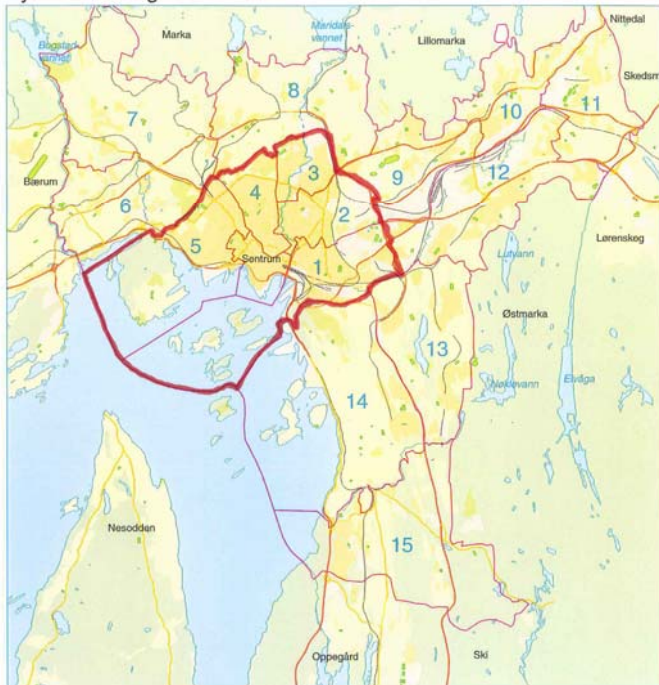 Marka
Maridals-
vannet
Lillomarka
Nittedal
Bogstad
vannet
Skedsm
7
8
10
11
Bærum
6
4
3
9
12
2
5
Sentrum
1
Lørenskog
Lutvann
Østmarka
13
Nøklevann
Elvåga
14
Nesodden
15
Oppegård
Ski